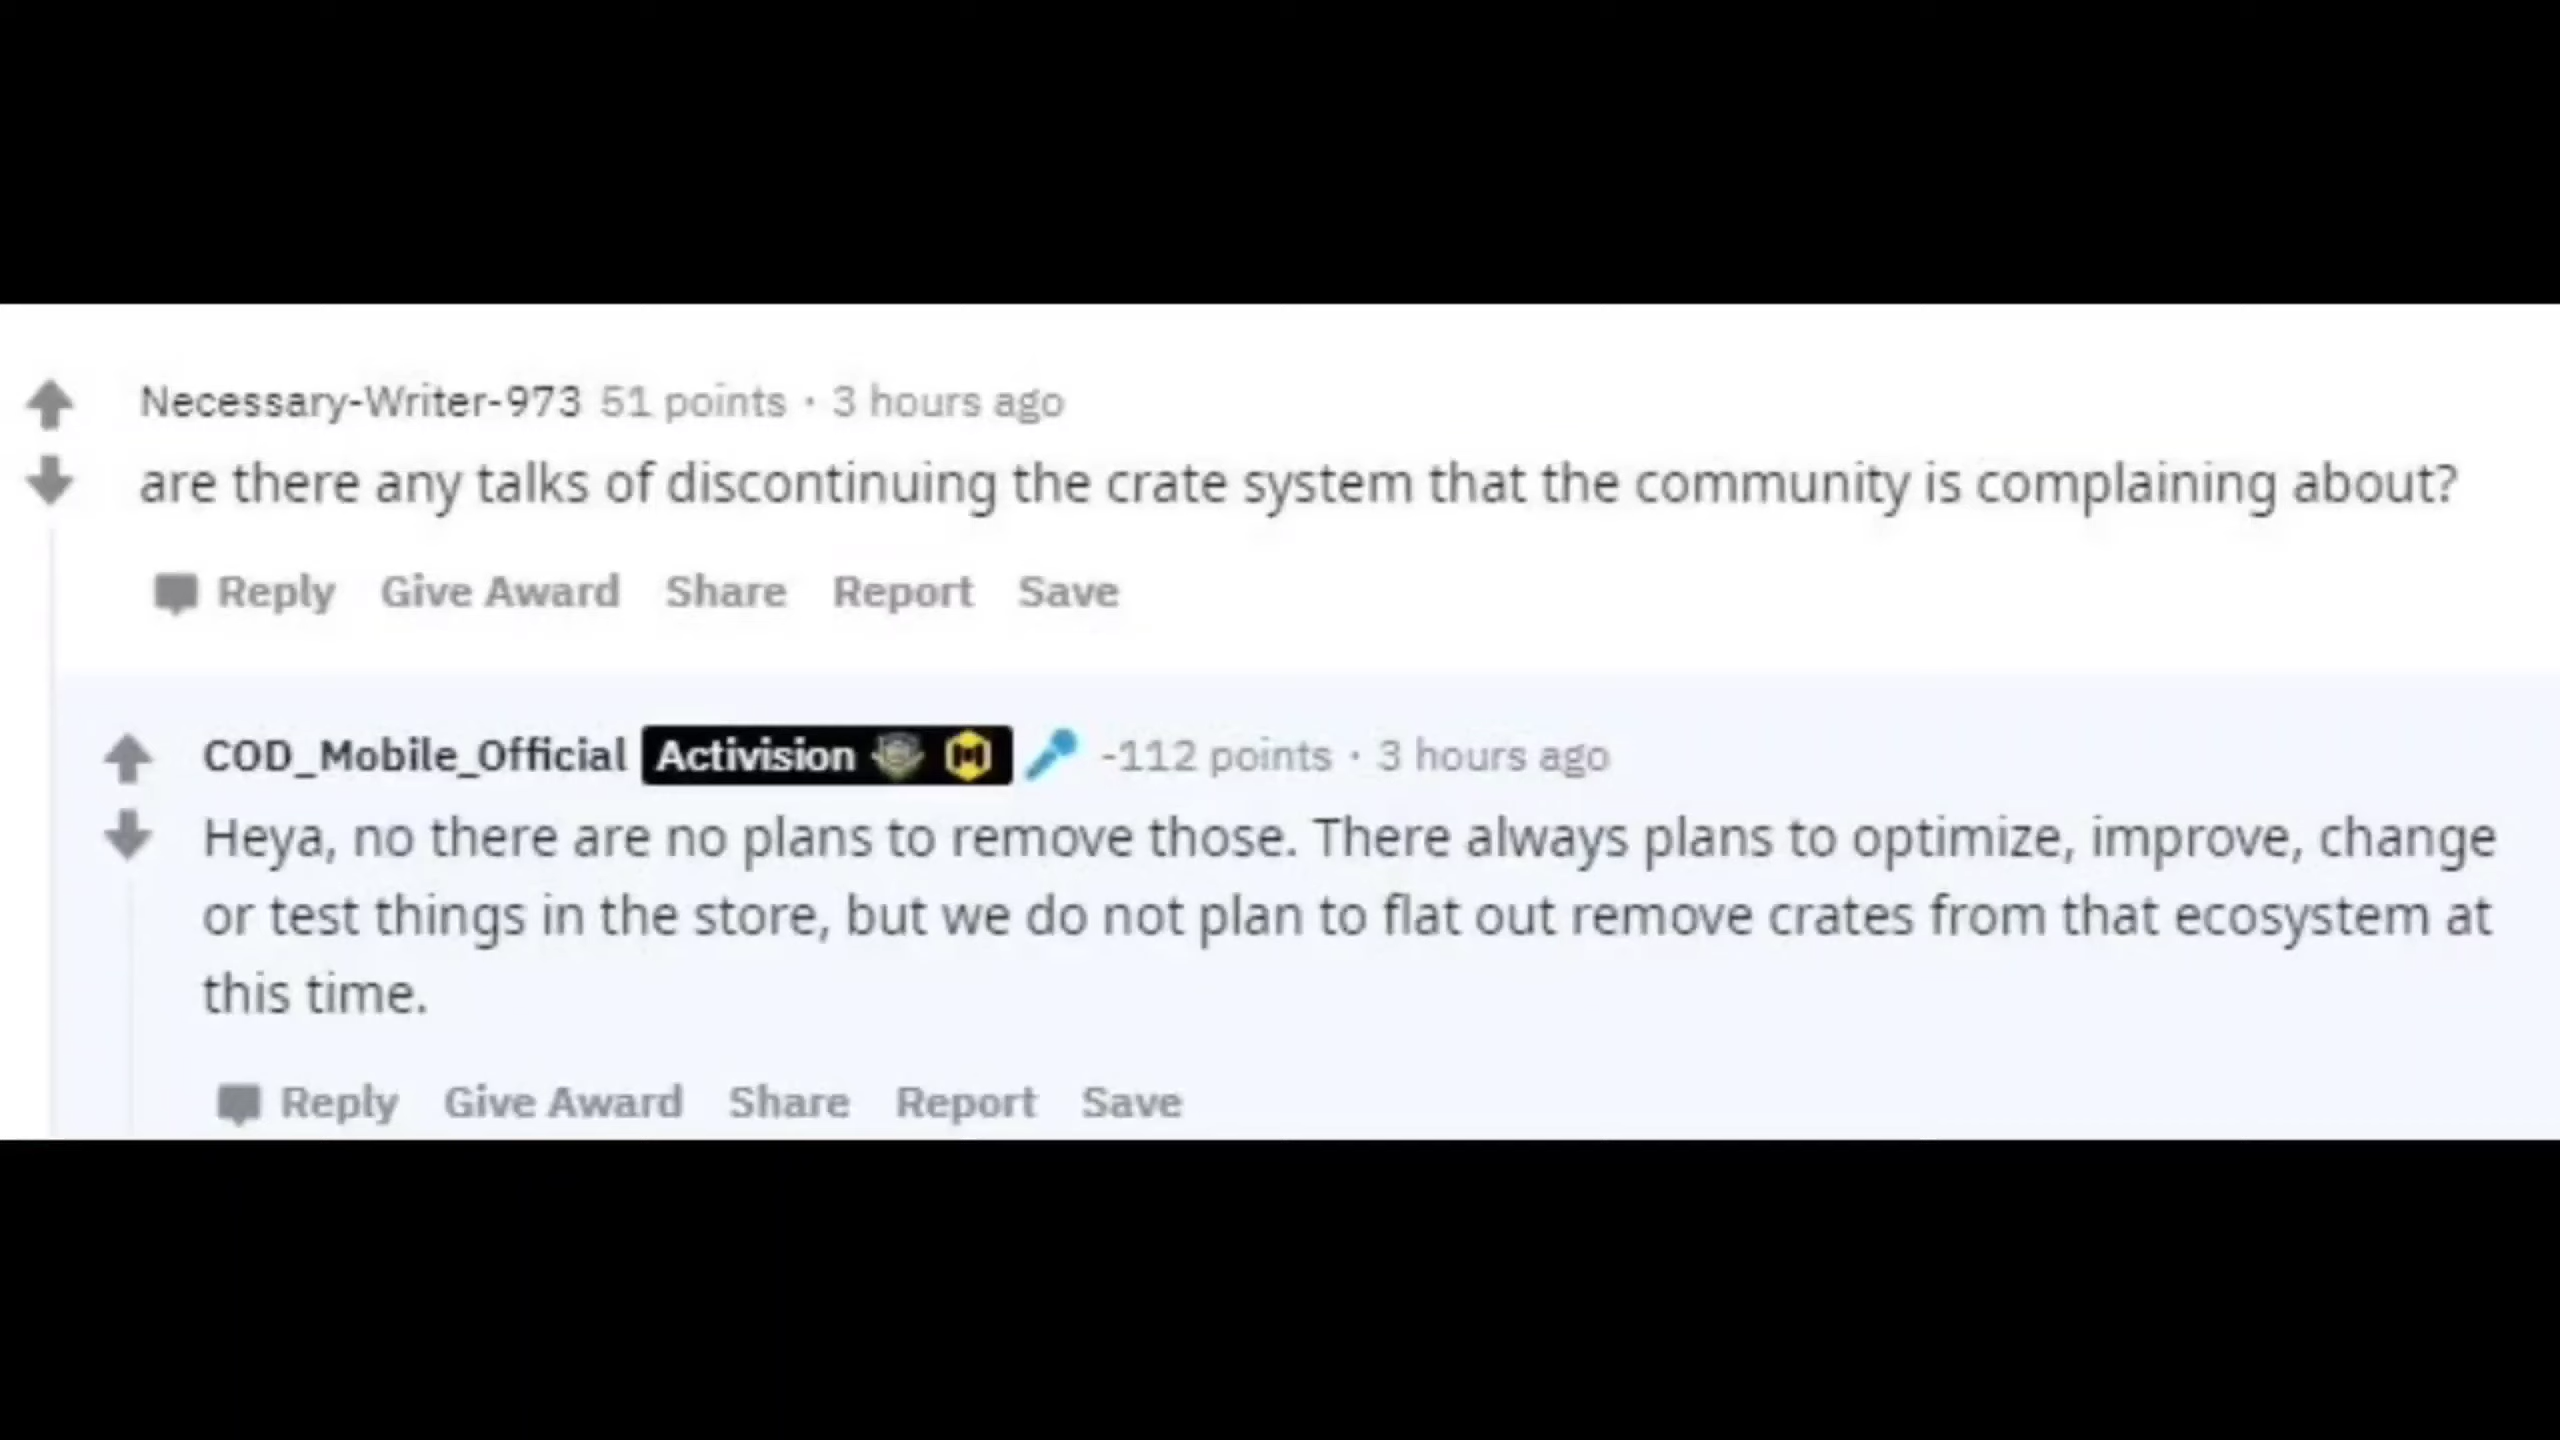 Necessary-Writer-973 51 points · 3 hours ago
are there any talks of discontinuing the crate system that the community is complaining about?
Reply Give Award Share Report Save
COD_Mobile_Official Activision -112 points · 3 hours ago
Heya, no there are no plans to remove those. There always plans to optimize, improve, change
or test things in the store, but we do not plan to flat out remove crates from that ecosystem at
this time.
Reply Give Award Share Report Save